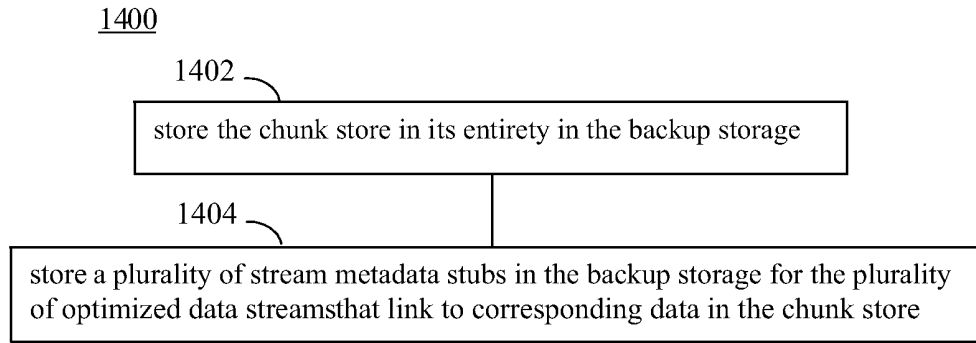 1400
1402
store the chunk store in its entirety in the backup storage
1404
store a plurality of stream metadata stubs in the backup storage for the plurality
of optimized data streamsthat link to corresponding data in the chunk store